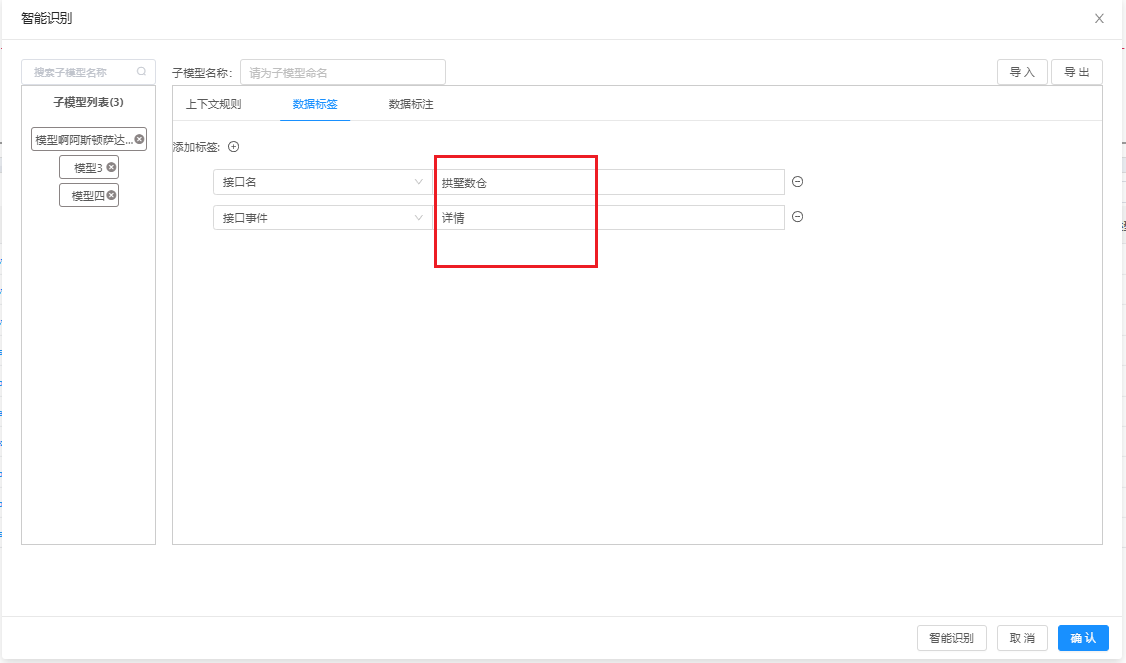 智能识别
搜索子模型名称
子模型名称:
请为子模型命名
导 入
导 出
子模型列表(3)
上下文规则
数据标签
数据标注
模型啊阿斯顿萨达...
模型3
模型四
添加标签:
接口名
拱墅数仓
接口事件
详情
智能识别
取 消
确 认